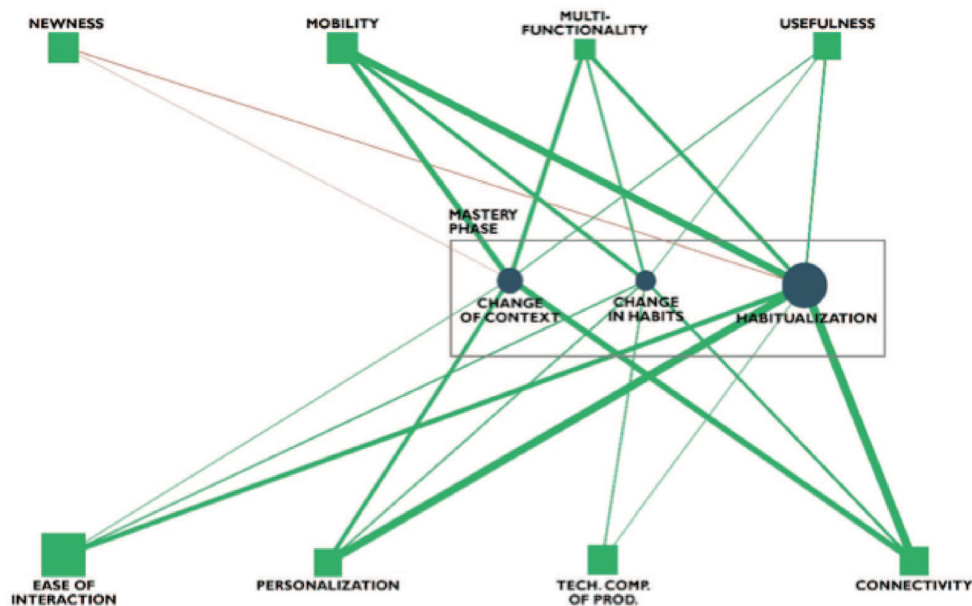 NEWNESS
MOBILITY
MULTI-
FUNCTIONALITY
USEFULNESS
MASTERY
PHASE
CHANGE
OF CONTEXT
CHANGE
IN HABITS
HABITUALIZATION
EASE OF
INTERACTION
PERSONALIZATION
TECH. COMP.
OF PROD.
CONNECTIVITY